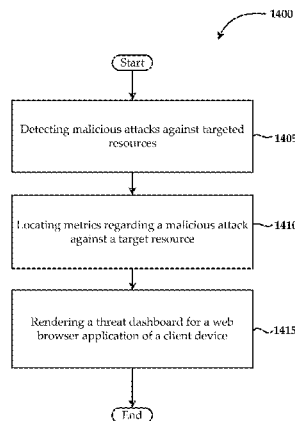 1400
Start
Detecting malicious attacks against targeted
resources
1405
Locating metrics regarding a malicious attack
against a target resource
1410
Rendering a threat dashboard for a web
browser application of a client device
1415
End